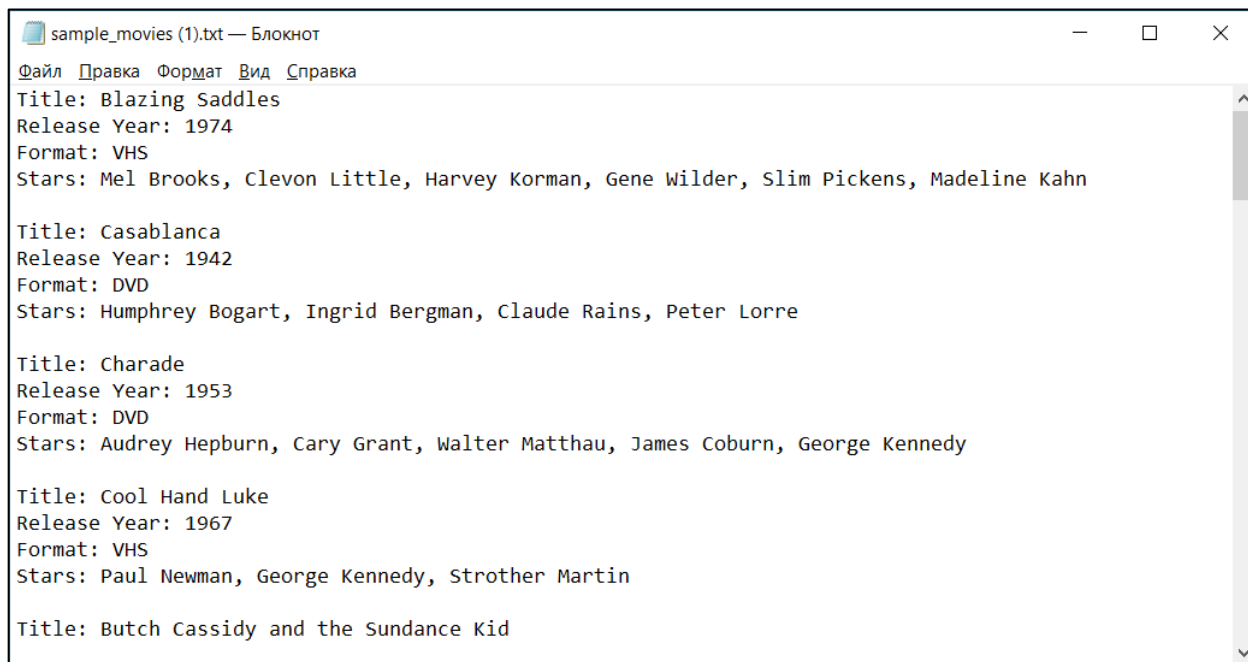 sample_movies (1).txt — Блокнот
Файл Правка Формат Вид Справка
Title: Blazing Saddles
Release Year: 1974
Format: VHS
Stars: Mel Brooks, Clevon Little, Harvey Korman, Gene Wilder, Slim Pickens, Madeline Kahn
Title: Casablanca
Release Year: 1942
Format: DVD
Stars: Humphrey Bogart, Ingrid Bergman, Claude Rains, Peter Lorre
Title: Charade
Release Year: 1953
Format: DVD
Stars: Audrey Hepburn, Cary Grant, Walter Matthau, James Coburn, George Kennedy
Title: Cool Hand Luke
Release Year: 1967
Format: VHS
Stars: Paul Newman, George Kennedy, Strother Martin
Title: Butch Cassidy and the Sundance Kid